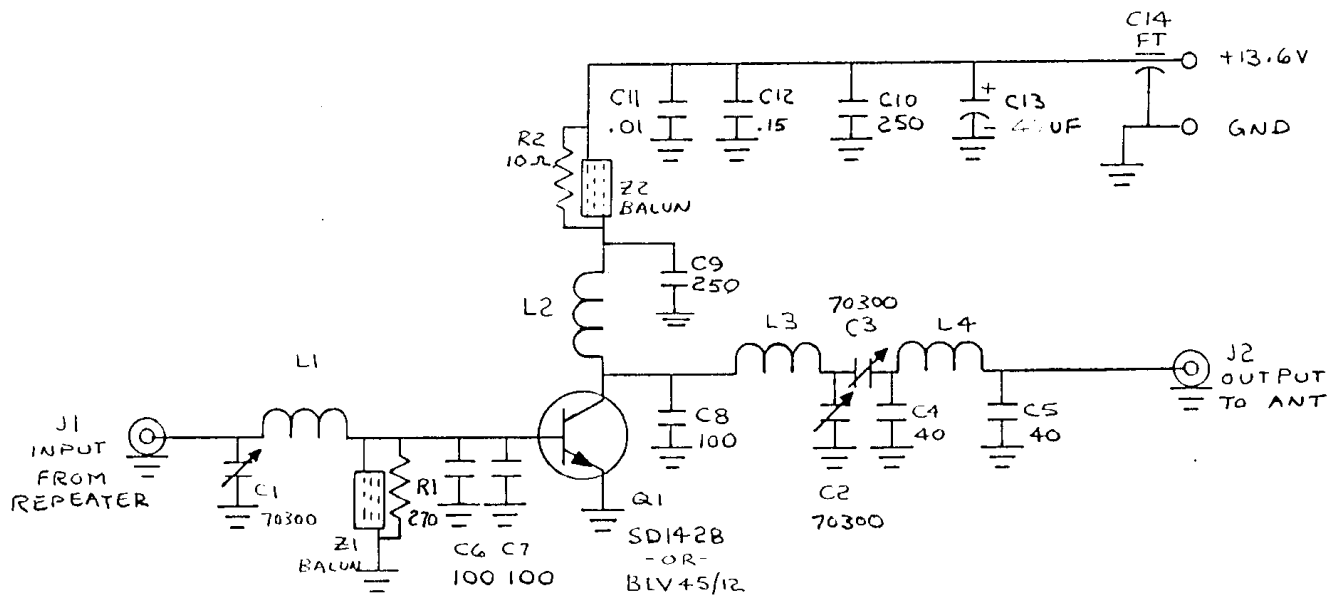 C14
FT
+13.6V
GND
C11
.01
C12
.15
C10
250
+
C13
-
UF
R2
10Ω
Z2
BALUN
C9
250
L2
70300
C3
L3
L4
J2
OUTPUT
TO ANT
C8
100
C4
40
C5
40
C2
70300
L1
J1
INPUT
FROM
REPEATER
C1
70300
R1
270
Z1
BALUN
C6 C7
100 100
Q1
SD1428
-OR-
BLV45/12